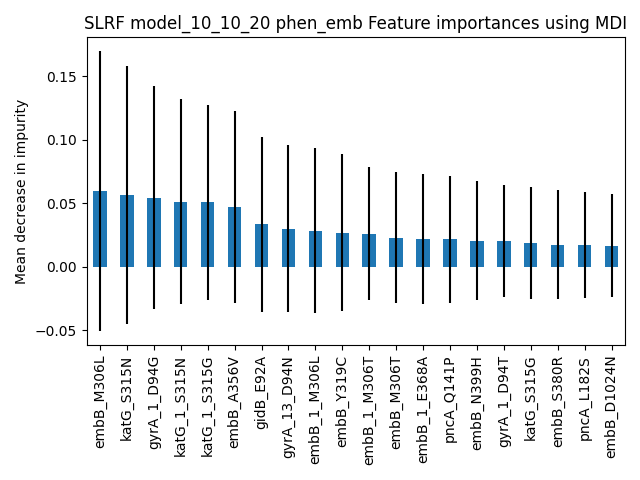 SLRF model_10_10_20 phen_emb Feature importances using MDI
Mean decrease in impurity
0.15
0.10
0.05
0.00
−0.05
embB_M306L
katG_S315N
gyrA_1_D94G
katG_1_S315N
katG_1_S315G
embB_A356V
gidB_E92A
gyrA_13_D94N
embB_1_M306L
embB_Y319C
embB_1_M306T
embB_M306T
embB_1_E368A
pncA_Q141P
embB_N399H
gyrA_1_D94T
katG_S315G
embB_S380R
pncA_L182S
embB_D1024N